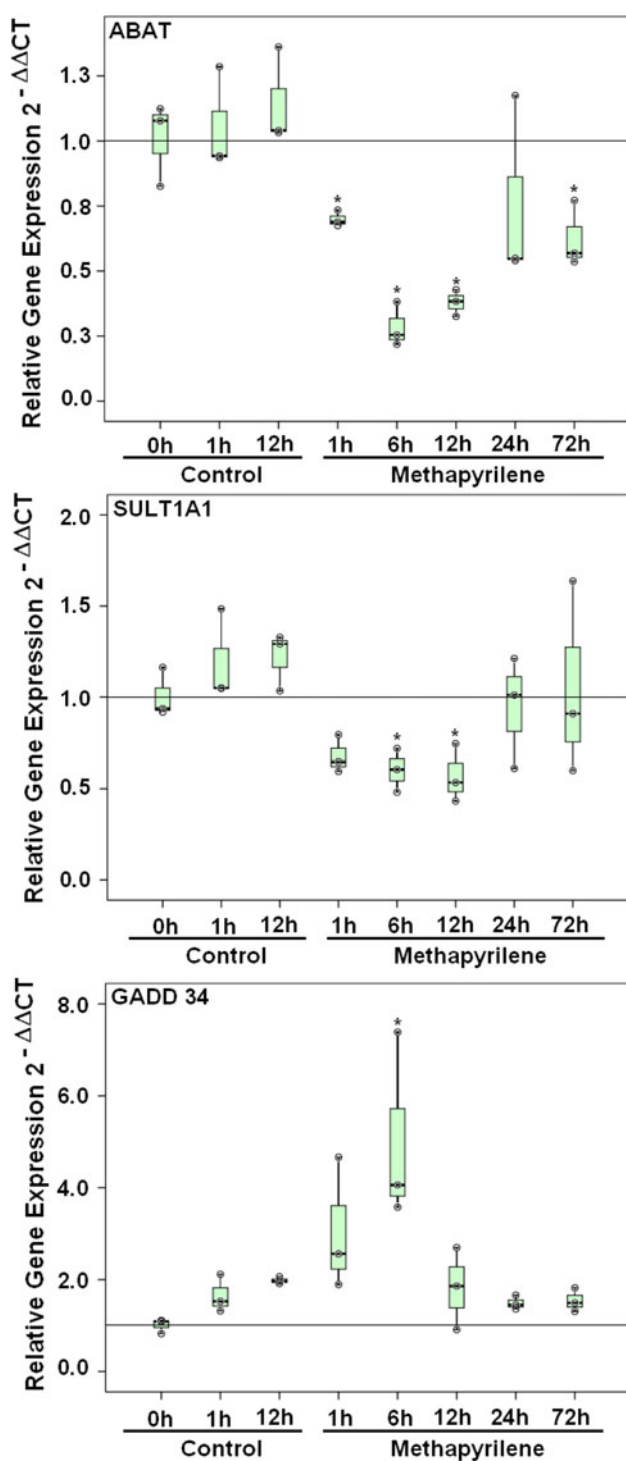 ABAT
Relative Gene Expression 2^-ΔΔCT
1.3
1.0
0.8
0.5
0.3
0.0
* * * *
0h 1h 12h 1h 6h 12h 24h 72h
Control Methapyrilene
SULT1A1
Relative Gene Expression 2^-ΔΔCT
2.0
1.5
1.0
0.5
0.0
* *
0h 1h 12h 1h 6h 12h 24h 72h
Control Methapyrilene
GADD 34
Relative Gene Expression 2^-ΔΔCT
8.0
6.0
4.0
2.0
0.0
*
0h 1h 12h 1h 6h 12h 24h 72h
Control Methapyrilene